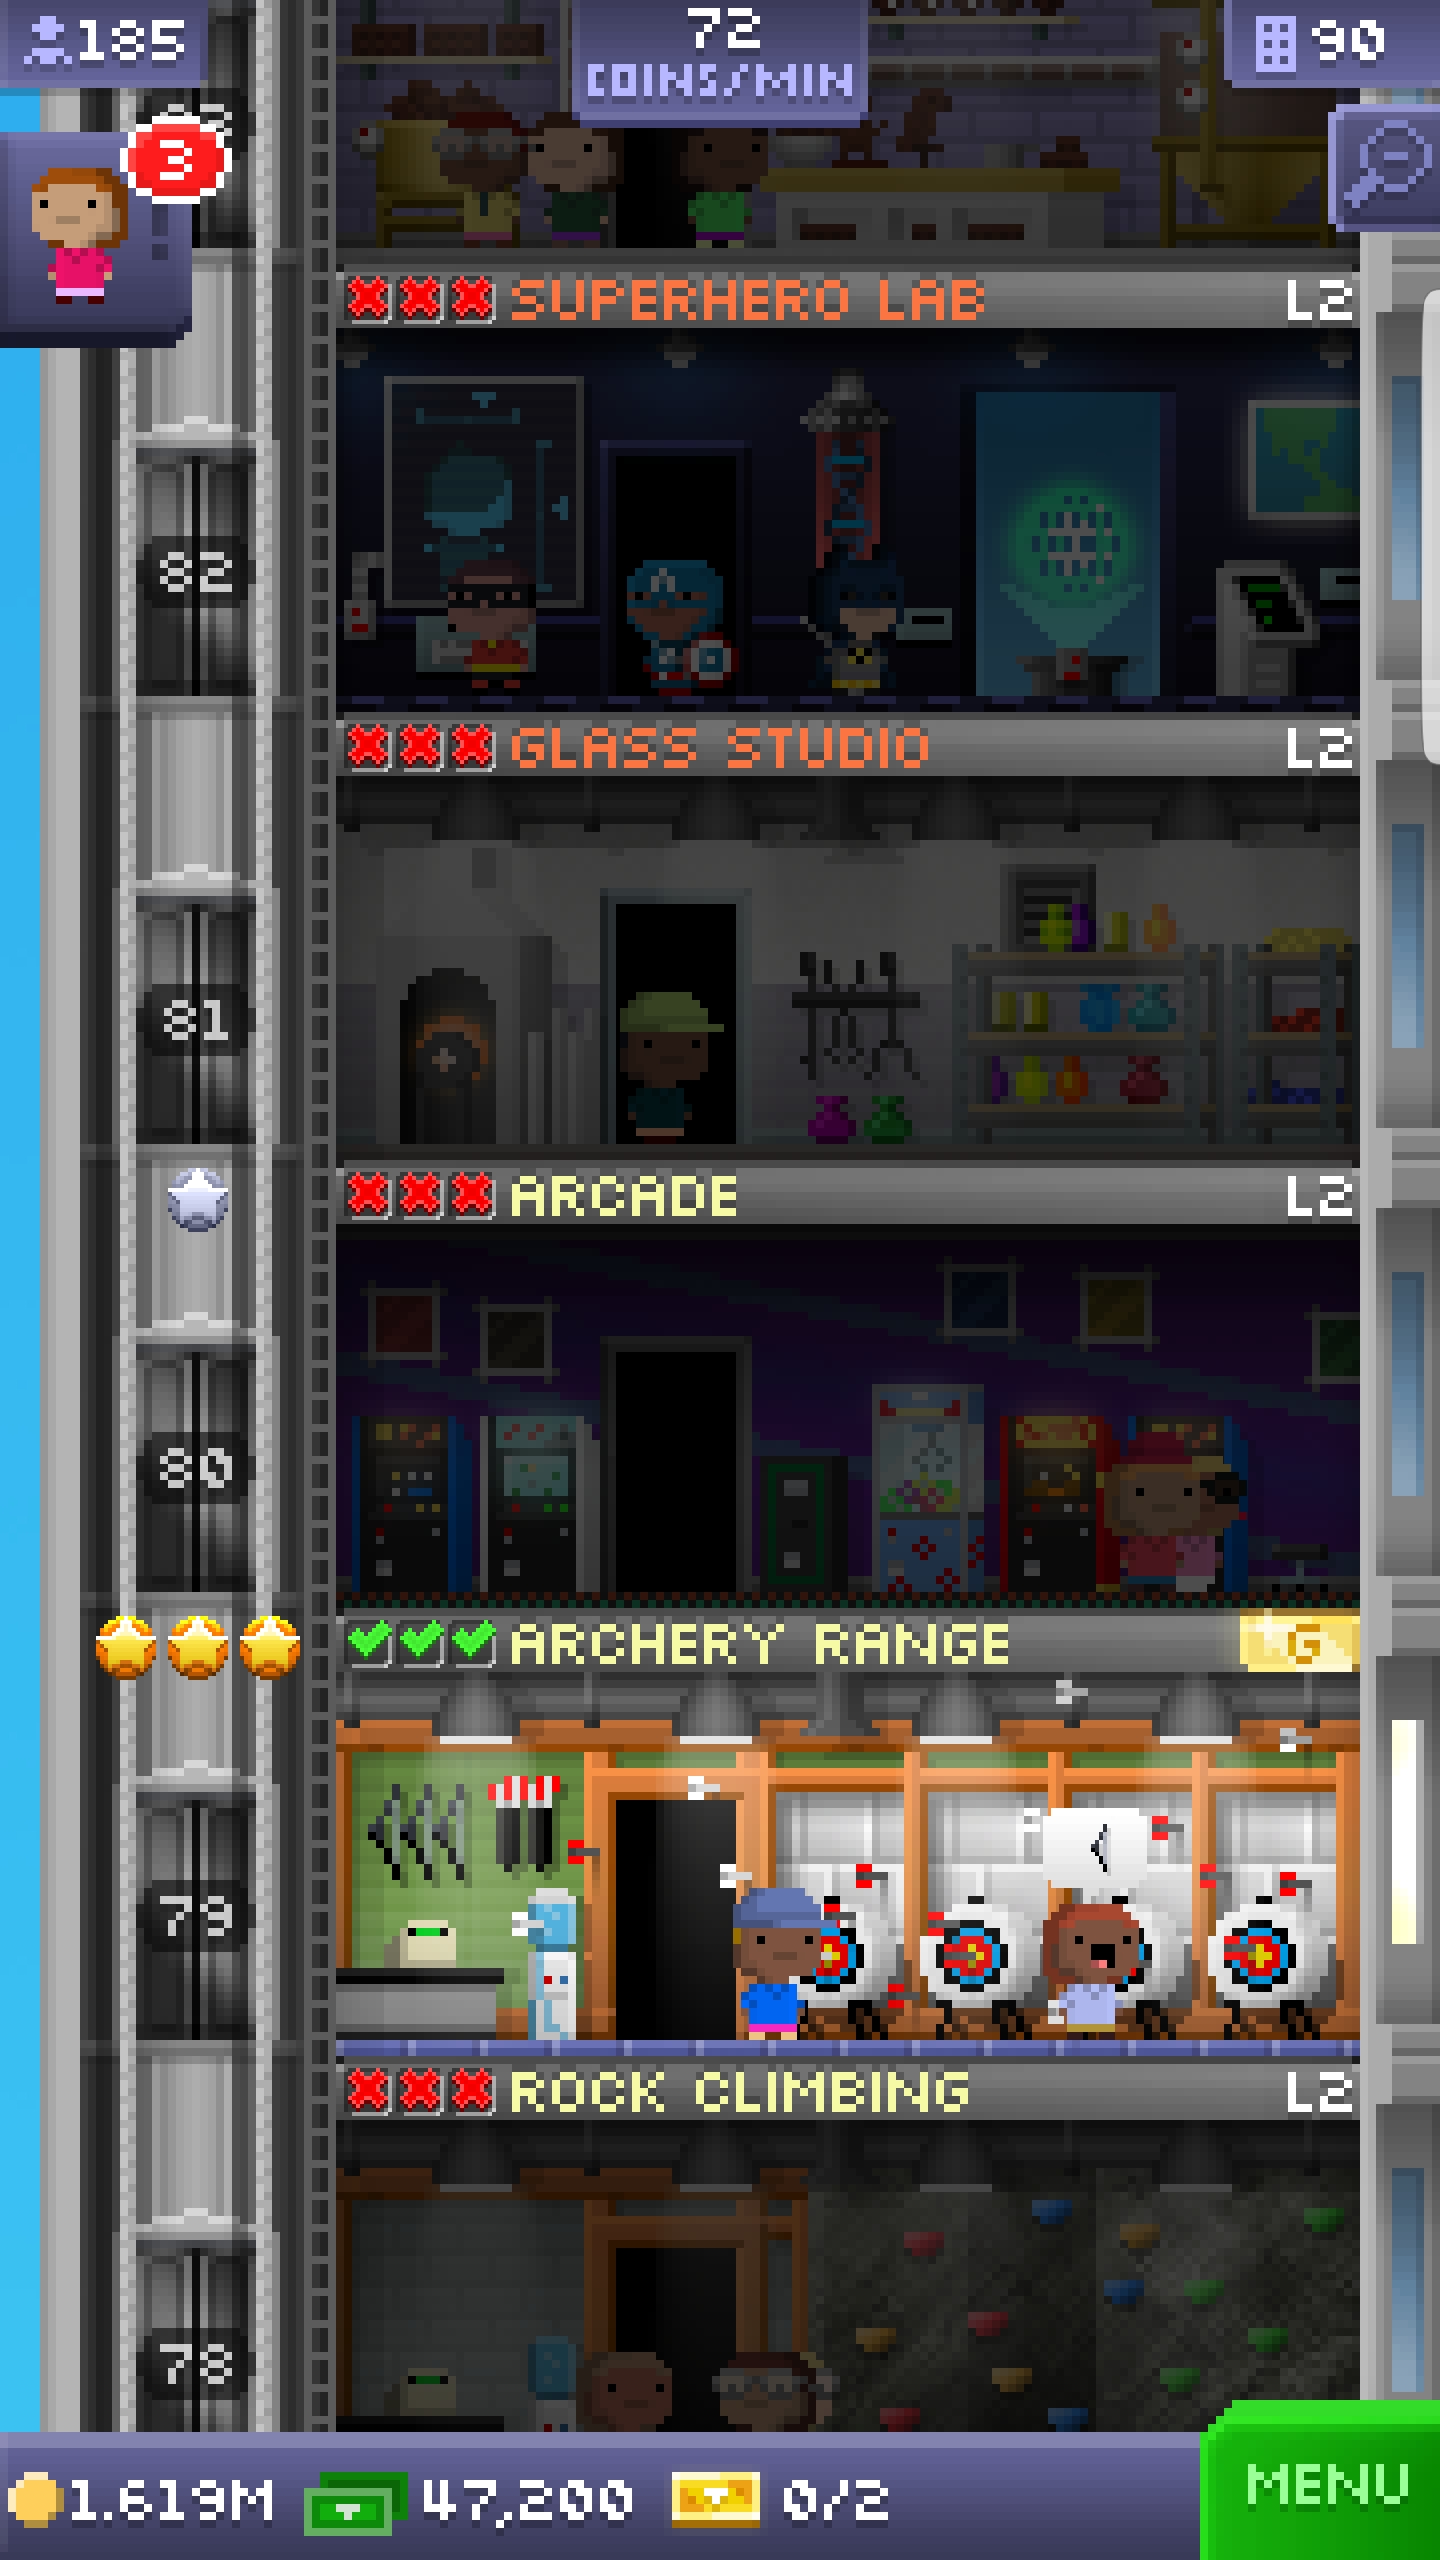 185
72
COINS/MIN
90
3
SUPERHERO LAB L2
82
GLASS STUDIO L2
81
ARCADE L2
80
ARCHERY RANGE G
79
ROCK CLIMBING L2
78
1.619M 47,200 0/2
MENU